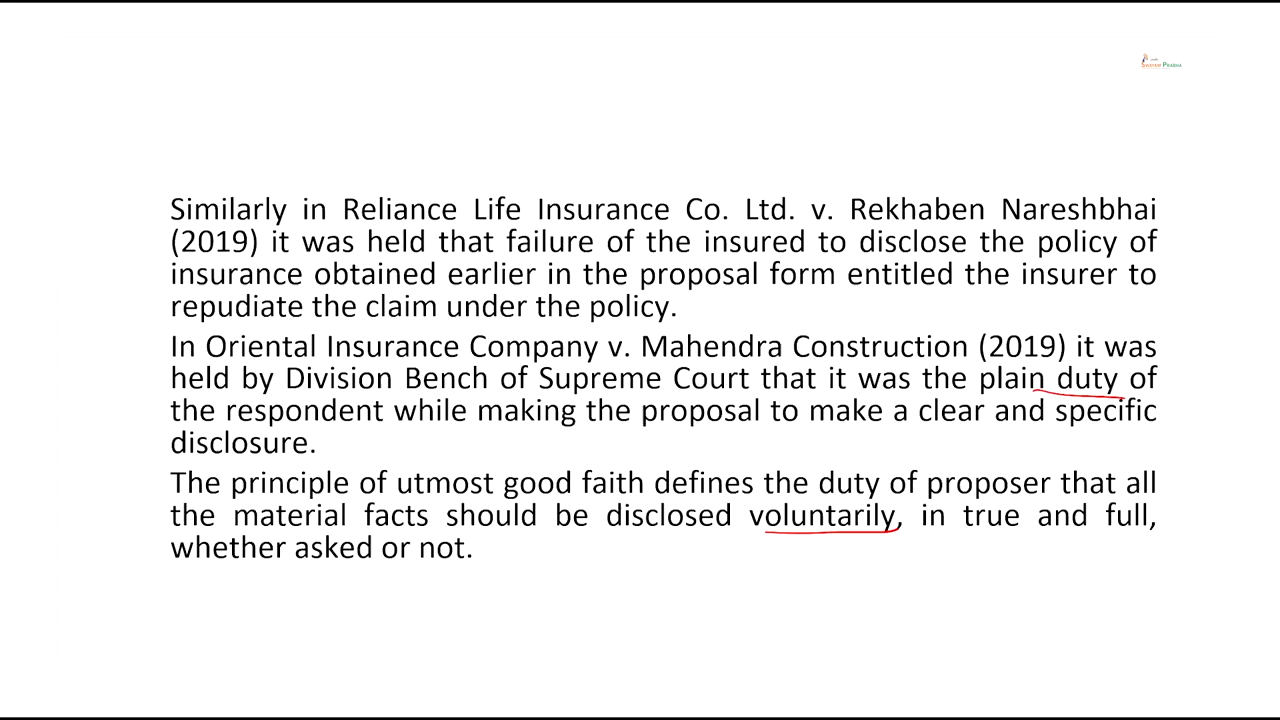 SWAYAM PRABHA
Similarly in Reliance Life Insurance Co. Ltd. v. Rekhaben Nareshbhai
(2019) it was held that failure of the insured to disclose the policy of
insurance obtained earlier in the proposal form entitled the insurer to
repudiate the claim under the policy.
In Oriental Insurance Company v. Mahendra Construction (2019) it was
held by Division Bench of Supreme Court that it was the plain duty of
the respondent while making the proposal to make a clear and specific
disclosure.
The principle of utmost good faith defines the duty of proposer that all
the material facts should be disclosed voluntarily, in true and full,
whether asked or not.